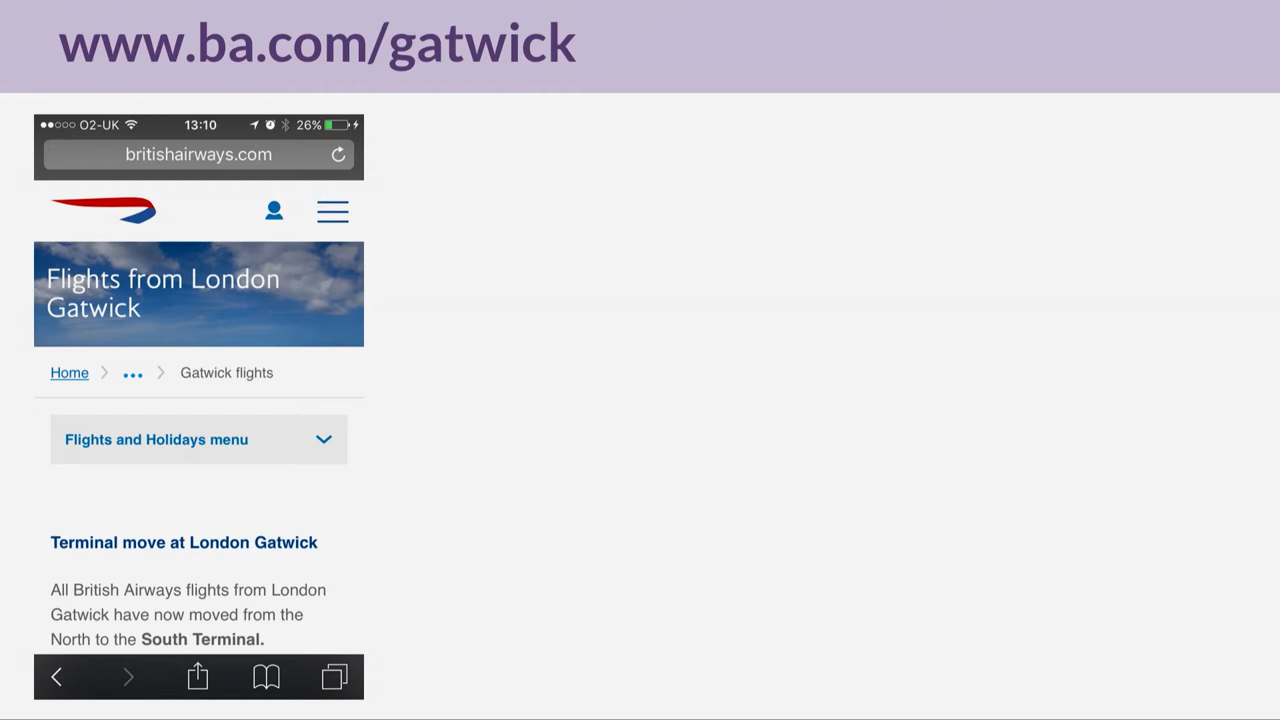 www.ba.com/gatwick
O2-UK 13:10 26%
britishairways.com
Flights from London
Gatwick
Home ... Gatwick flights
Flights and Holidays menu
Terminal move at London Gatwick
All British Airways flights from London
Gatwick have now moved from the
North to the South Terminal.